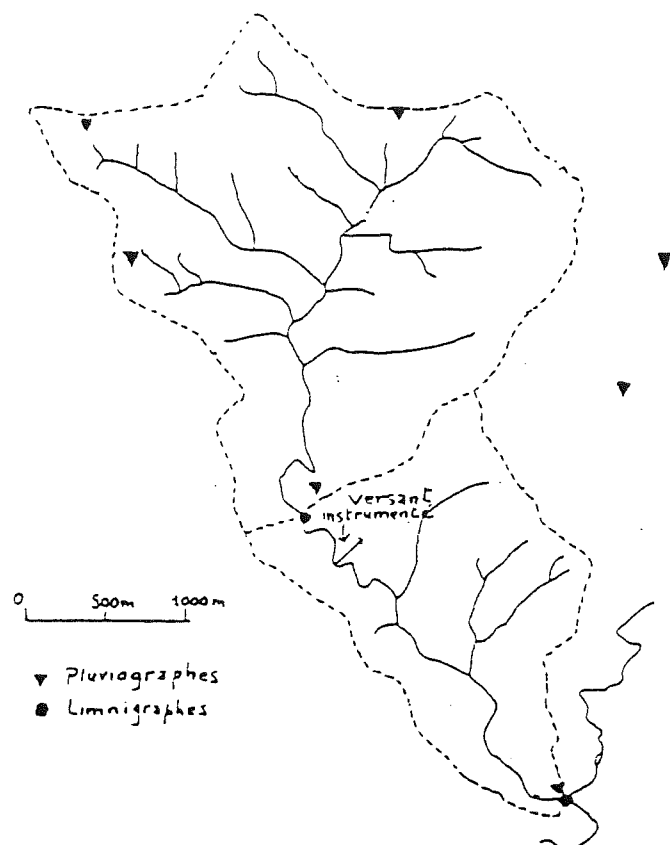 versant
instrumenté
0 500m 1000m
Pluviographes
Limnigraphes